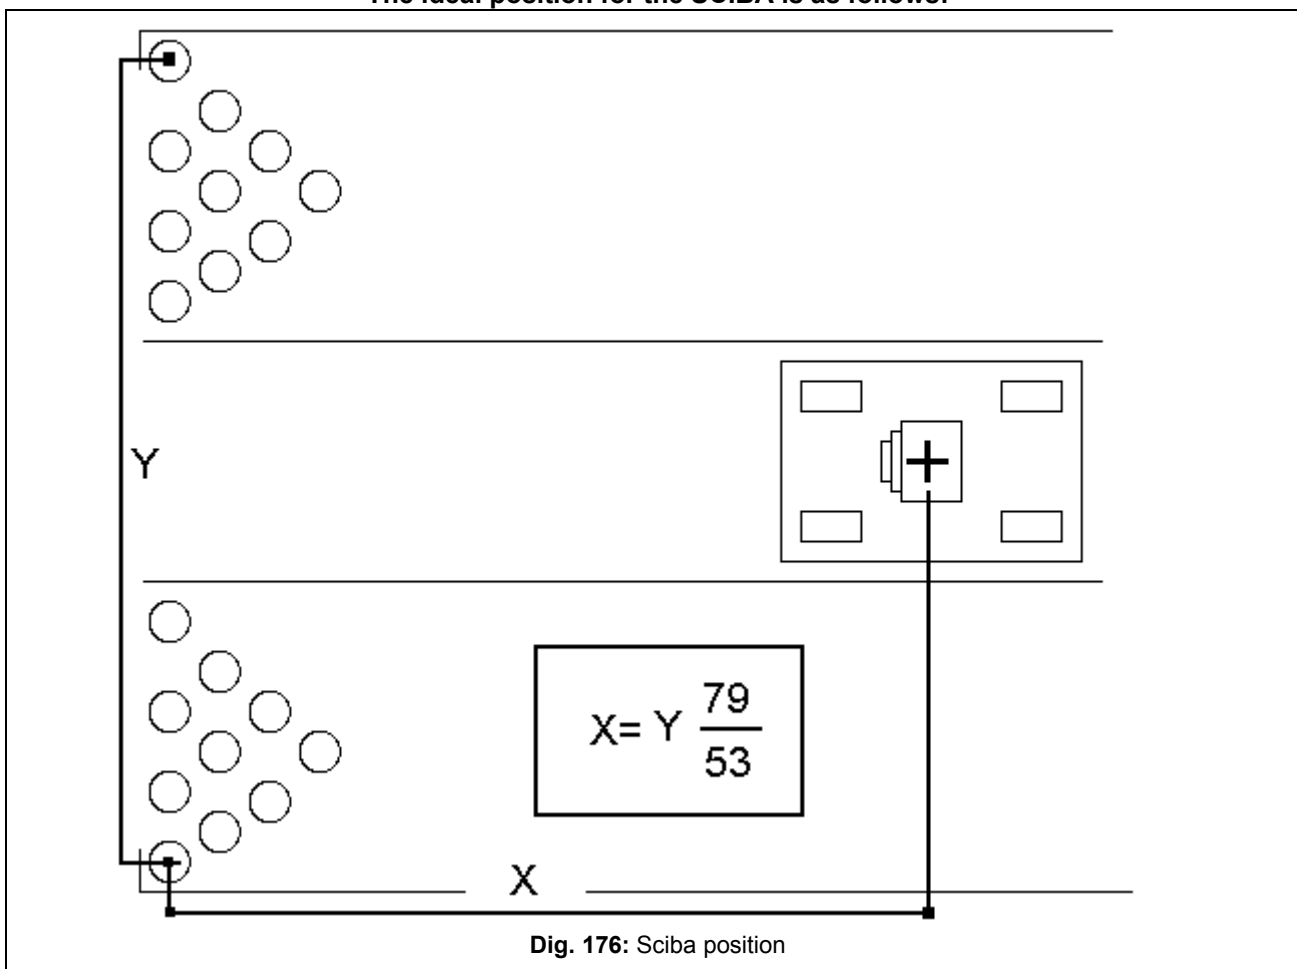 The ideal position for the SCIBA is as follows:
Y
X= Y 79
53
X
Dig. 176: Sciba position